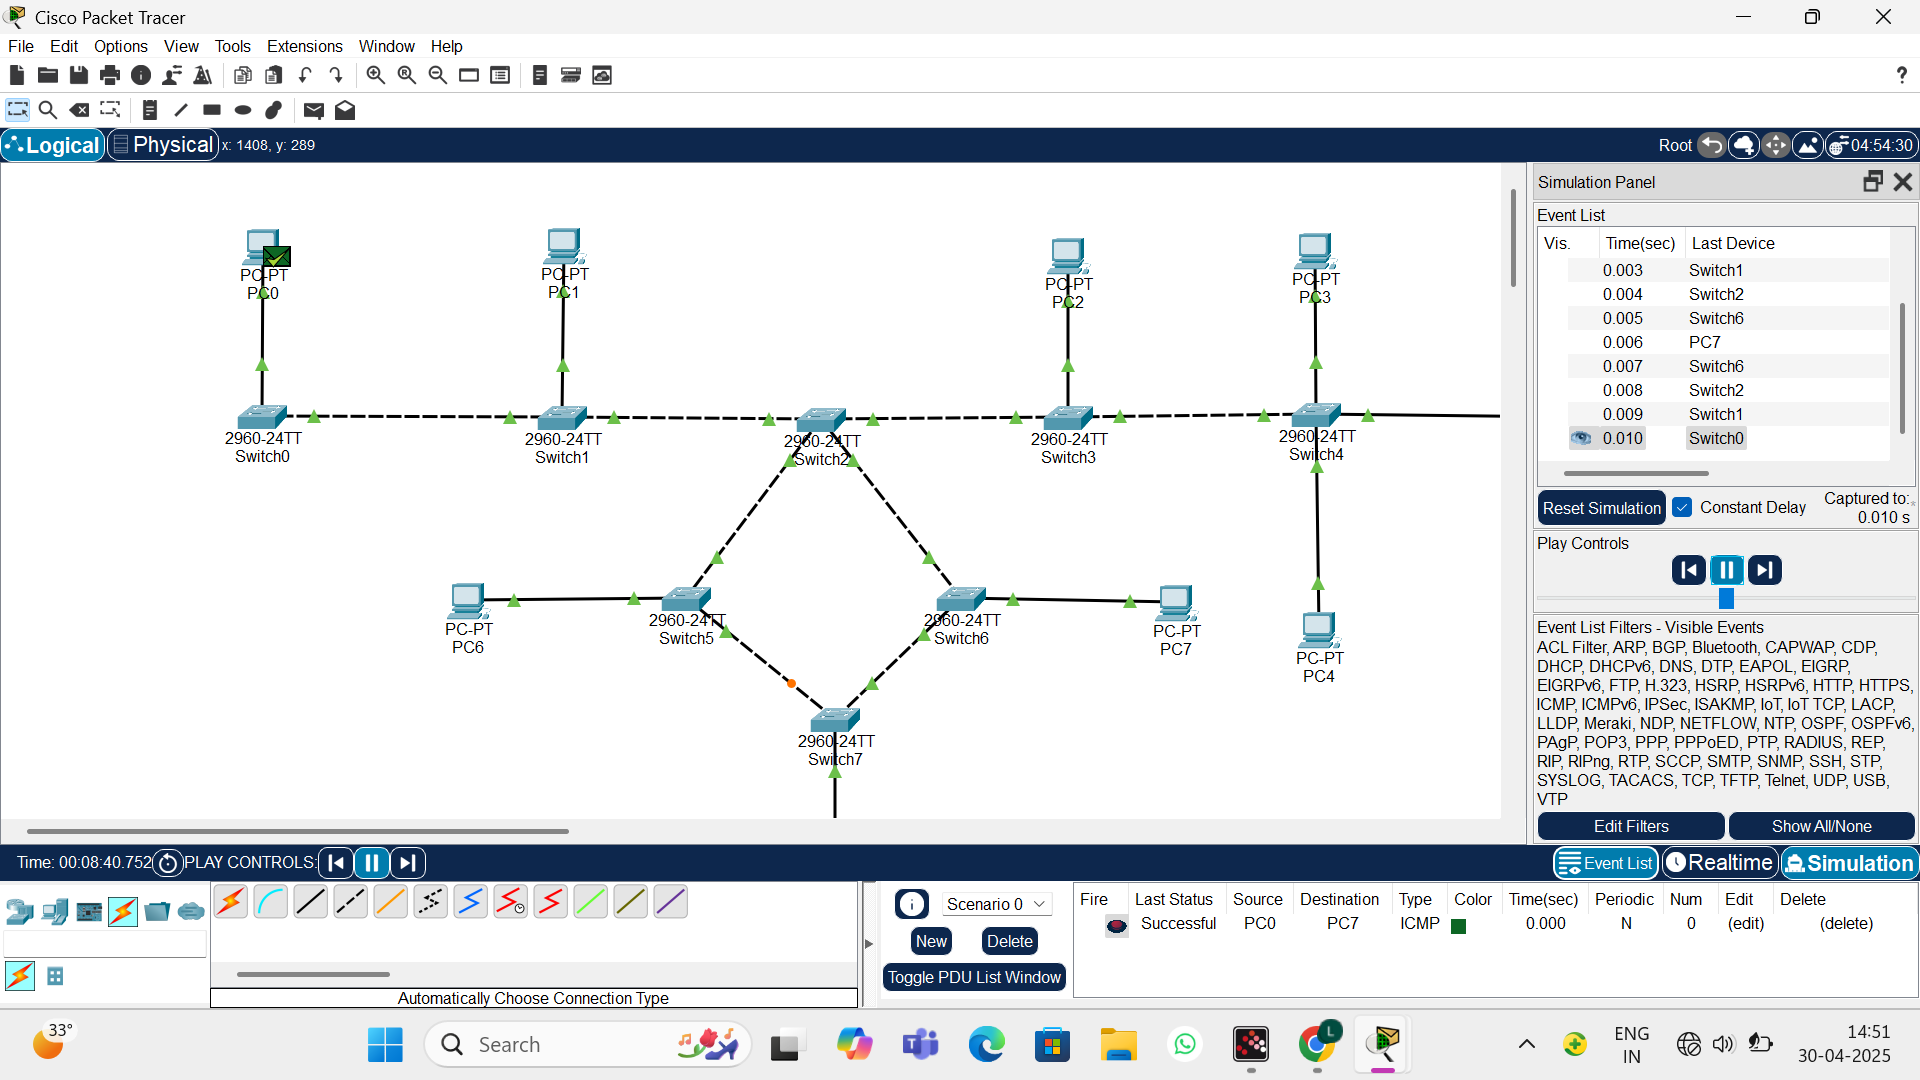 Cisco Packet Tracer
File Edit Options View Tools Extensions Window Help
Logical Physical x: 1408, y: 289 Root 04:54:30
Simulation Panel
Event List
Vis. Time(sec) Last Device
0.003 Switch1
0.004 Switch2
0.005 Switch6
0.006 PC7
0.007 Switch6
0.008 Switch2
0.009 Switch1
0.010 Switch0
Reset Simulation Constant Delay Captured to:
0.010 s
Play Controls
Event List Filters - Visible Events
ACL Filter, ARP, BGP, Bluetooth, CAPWAP, CDP,
DHCP, DHCPv6, DNS, DTP, EAPOL, EIGRP,
EIGRPv6, FTP, H.323, HSRP, HSRPv6, HTTP, HTTPS,
ICMP, ICMPv6, IPSec, ISAKMP, IoT, IoT TCP, LACP,
LLDP, Meraki, NDP, NETFLOW, NTP, OSPF, OSPFv6,
PAgP, POP3, PPP, PPPoED, PTP, RADIUS, REP,
RIP, RIPng, RTP, SCCP, SMTP, SNMP, SSH, STP,
SYSLOG, TACACS, TCP, TFTP, Telnet, UDP, USB,
VTP
Edit Filters Show All/None
PC-PT
PC0
PC-PT
PC1
PC-PT
PC2
PC-PT
PC3
2960-24TT
Switch0
2960-24TT
Switch1
2960-24TT
Switch2
2960-24TT
Switch3
2960-24TT
Switch4
PC-PT
PC6
2960-24TT
Switch5
2960-24TT
Switch6
PC-PT
PC7
PC-PT
PC4
2960-24TT
Switch7
Time: 00:08:40.752 PLAY CONTROLS:
Event List Realtime Simulation
Automatically Choose Connection Type
Scenario 0
New Delete
Toggle PDU List Window
Fire Last Status Source Destination Type Color Time(sec) Periodic Num Edit Delete
Successful PC0 PC7 ICMP 0.000 N 0 (edit) (delete)
33°
Search
L
ENG
IN
14:51
30-04-2025